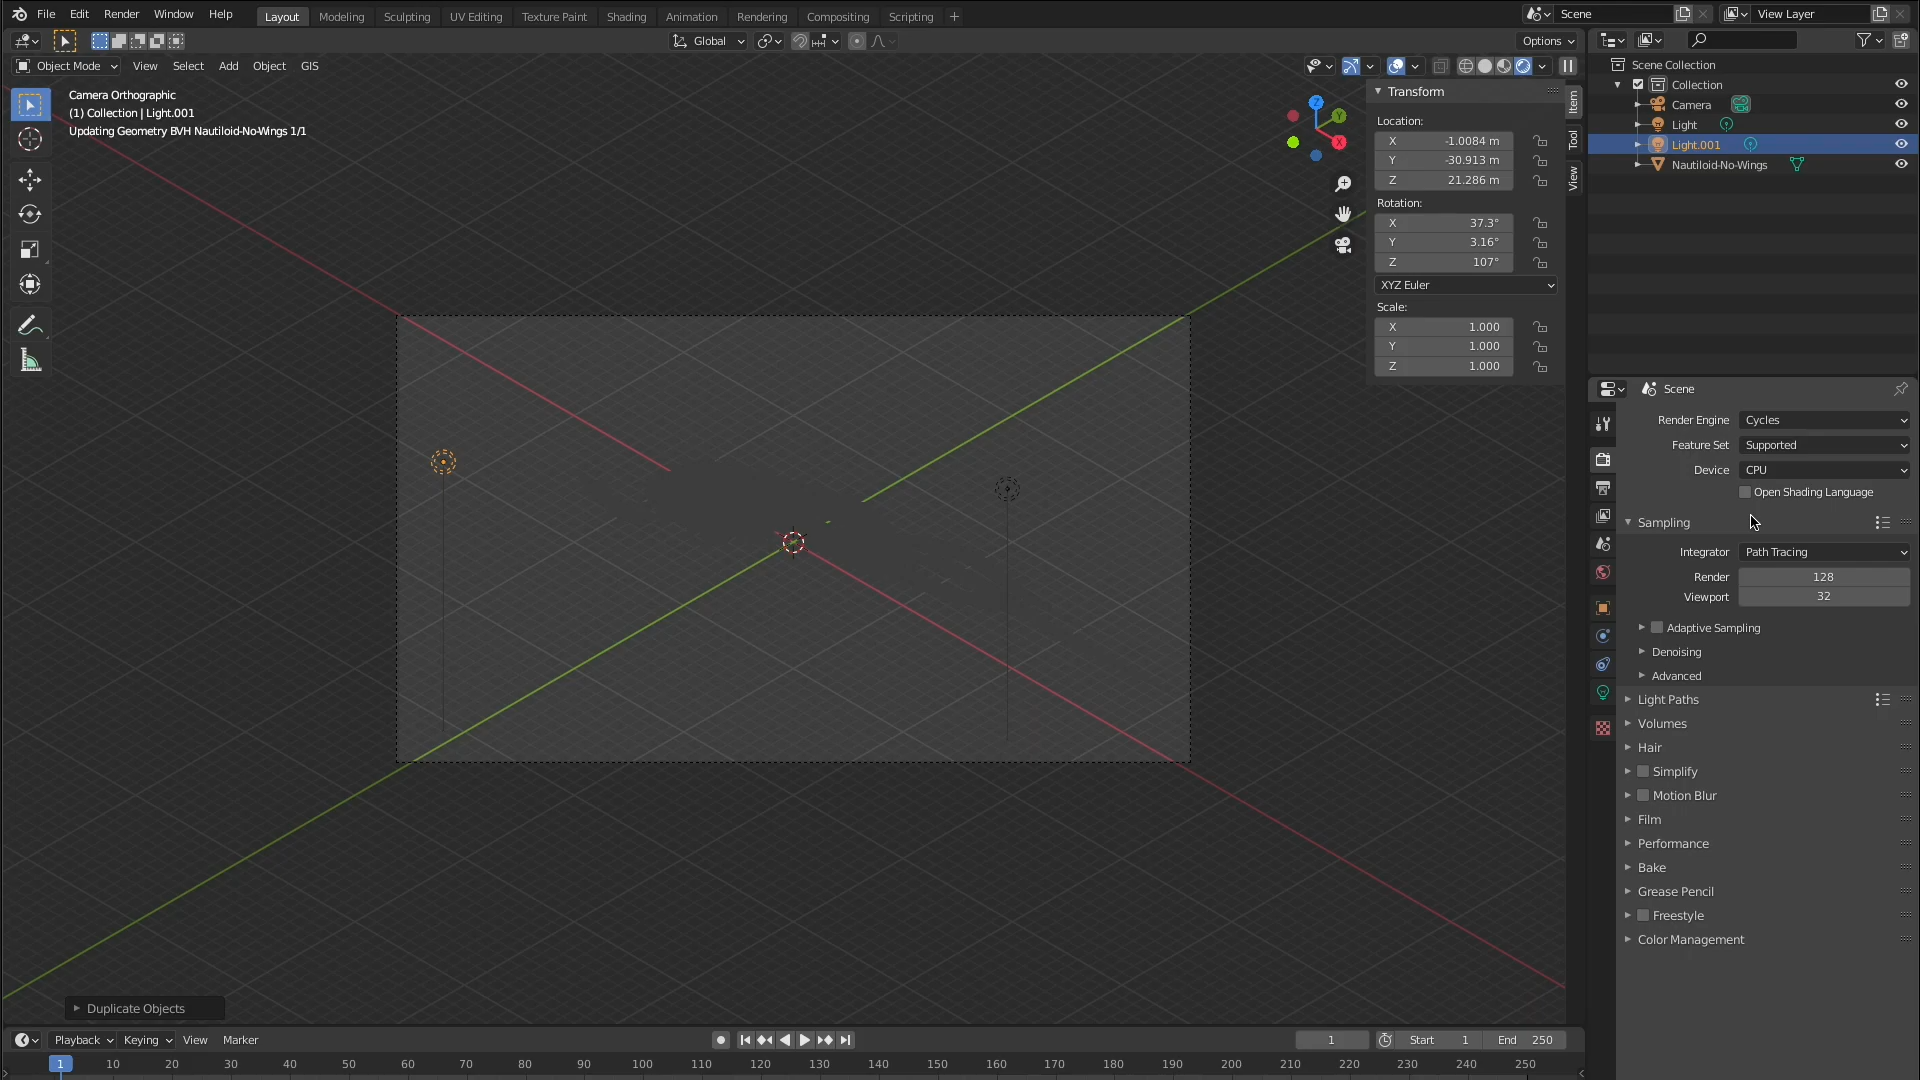 File Edit Render Window Help Layout Modeling Sculpting UV Editing Texture Paint Shading Animation Rendering Compositing Scripting + Scene View Layer
Global Options
Object Mode View Select Add Object GIS
Camera Orthographic
(1) Collection | Light.001
Updating Geometry BVH Nautiloid-No-Wings 1/1
Z
Y
X
Transform
Location:
X -1.0084 m
Y -30.913 m
Z 21.286 m
Rotation:
X 37.3°
Y 3.16°
Z 107°
XYZ Euler
Scale:
X 1.000
Y 1.000
Z 1.000
Item
Tool
View
Scene Collection
Collection
Camera
Light
Light.001
Nautiloid-No-Wings
Scene
Render Engine Cycles
Feature Set Supported
Device CPU
Open Shading Language
Sampling
Integrator Path Tracing
Render 128
Viewport 32
Adaptive Sampling
Denoising
Advanced
Light Paths
Volumes
Hair
Simplify
Motion Blur
Film
Performance
Bake
Grease Pencil
Freestyle
Color Management
Duplicate Objects
Playback Keying View Marker 1 Start 1 End 250
1 10 20 30 40 50 60 70 80 90 100 110 120 130 140 150 160 170 180 190 200 210 220 230 240 250